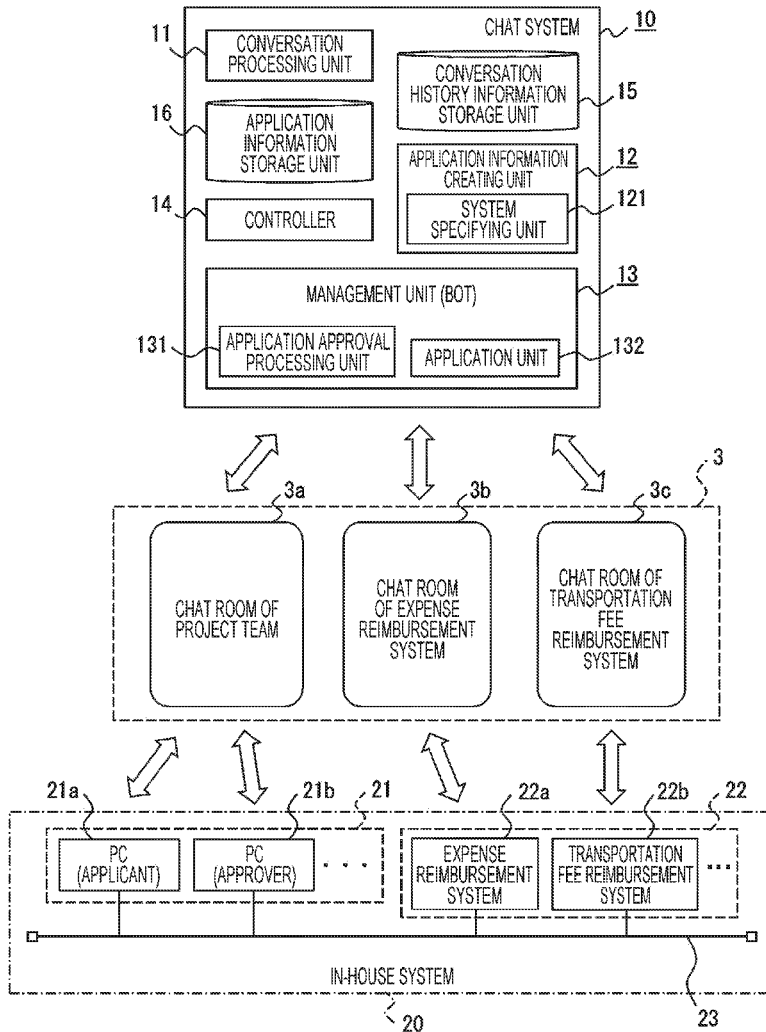 CHAT SYSTEM
10
11
CONVERSATION
PROCESSING UNIT
16
APPLICATION
INFORMATION
STORAGE UNIT
14
CONTROLLER
CONVERSATION
HISTORY INFORMATION
STORAGE UNIT
15
APPLICATION INFORMATION
CREATING UNIT
12
SYSTEM
SPECIFYING UNIT
121
MANAGEMENT UNIT (BOT)
13
131
APPLICATION APPROVAL
PROCESSING UNIT
APPLICATION UNIT
132
3
3a
CHAT ROOM OF
PROJECT TEAM
3b
CHAT ROOM
OF EXPENSE
REIMBURSEMENT
SYSTEM
3c
CHAT ROOM OF
TRANSPORTATION
FEE
REIMBURSEMENT
SYSTEM
21a
PC
(APPLICANT)
21b
PC
(APPROVER)
21
. . .
22a
EXPENSE
REIMBURSEMENT
SYSTEM
22b
TRANSPORTATION
FEE REIMBURSEMENT
SYSTEM
22
...
IN-HOUSE SYSTEM
20
23